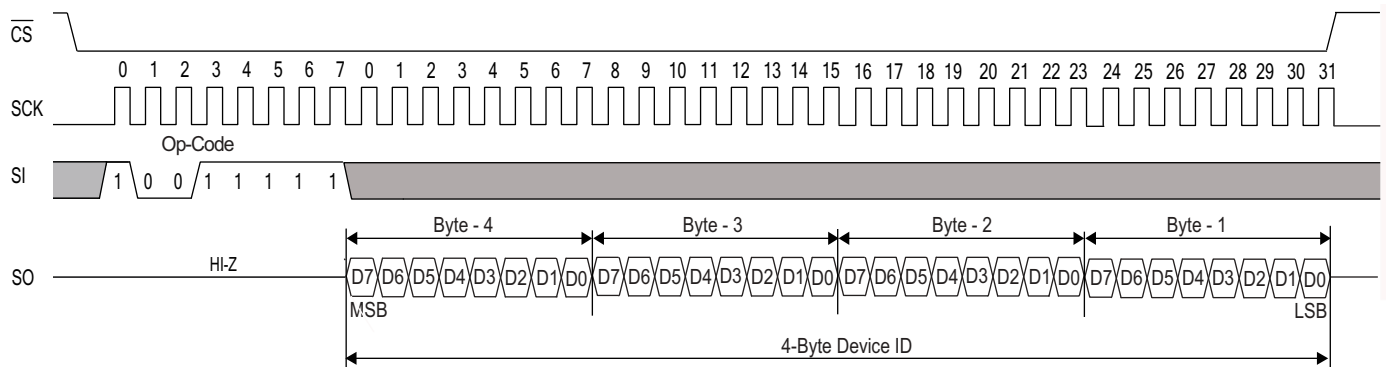 CS
0 1 2 3 4 5 6 7 0 1 2 3 4 5 6 7 8 9 10 11 12 13 14 15 16 17 18 19 20 21 22 23 24 25 26 27 28 29 30 31
SCK
Op-Code
SI 1 0 0 1 1 1 1 1
Byte - 4 Byte - 3 Byte - 2 Byte - 1
SO HI-Z D7 D6 D5 D4 D3 D2 D1 D0 D7 D6 D5 D4 D3 D2 D1 D0 D7 D6 D5 D4 D3 D2 D1 D0 D7 D6 D5 D4 D3 D2 D1 D0
MSB LSB
4-Byte Device ID